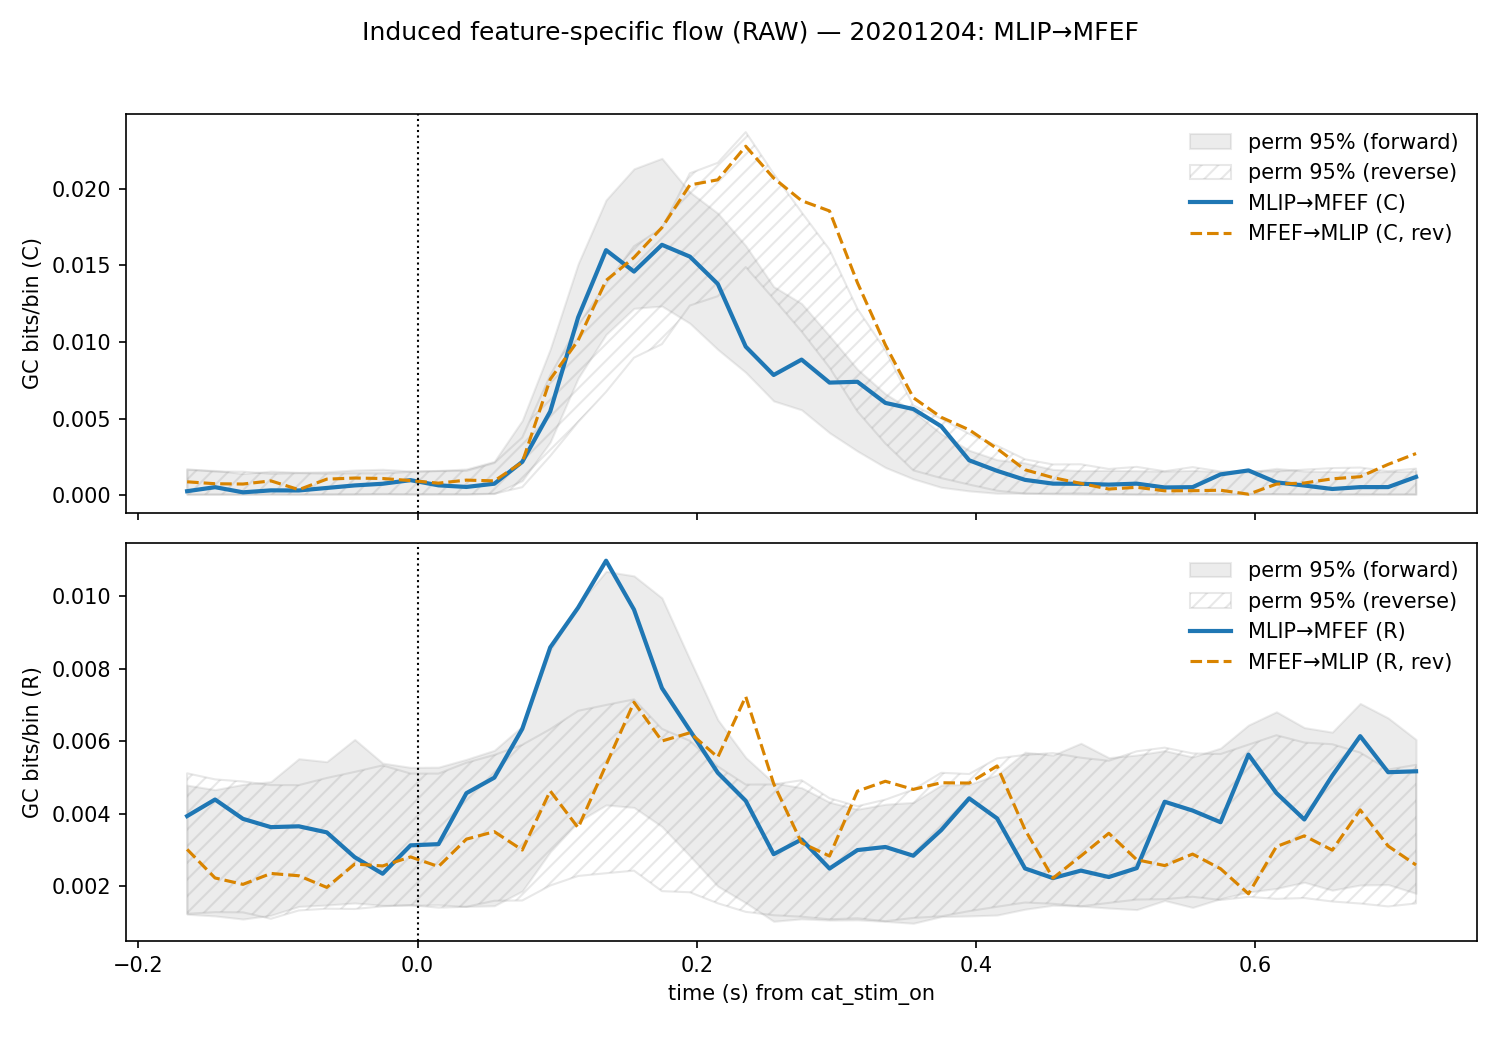 Induced feature-specific flow (RAW) — 20201204: MLIP→MFEF
GC bits/bin (C)
0.020
0.015
0.010
0.005
0.000
perm 95% (forward)
perm 95% (reverse)
MLIP→MFEF (C)
MFEF→MLIP (C, rev)
GC bits/bin (R)
0.010
0.008
0.006
0.004
0.002
perm 95% (forward)
perm 95% (reverse)
MLIP→MFEF (R)
MFEF→MLIP (R, rev)
−0.2 0.0 0.2 0.4 0.6
time (s) from cat_stim_on